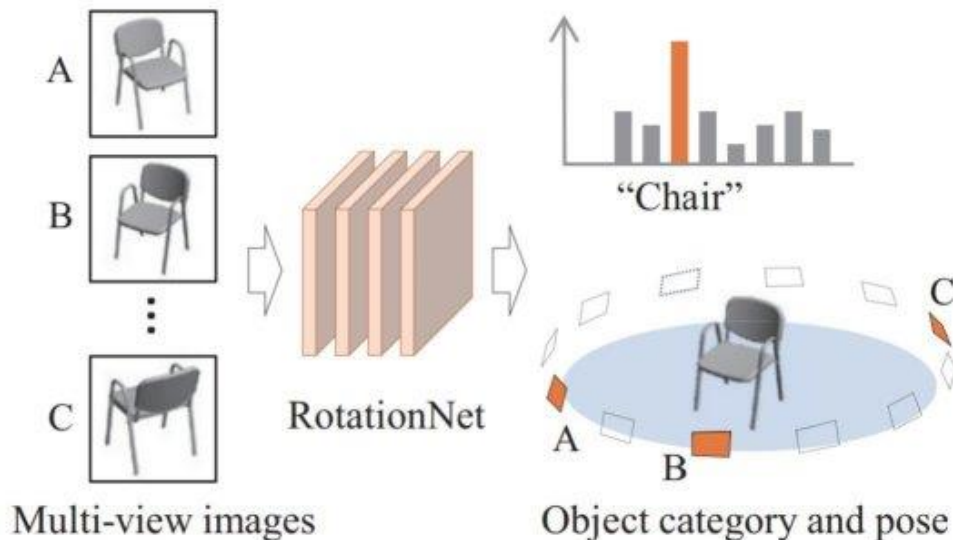 A
B
C
Multi-view images
RotationNet
“Chair”
C
A
B
Object category and pose